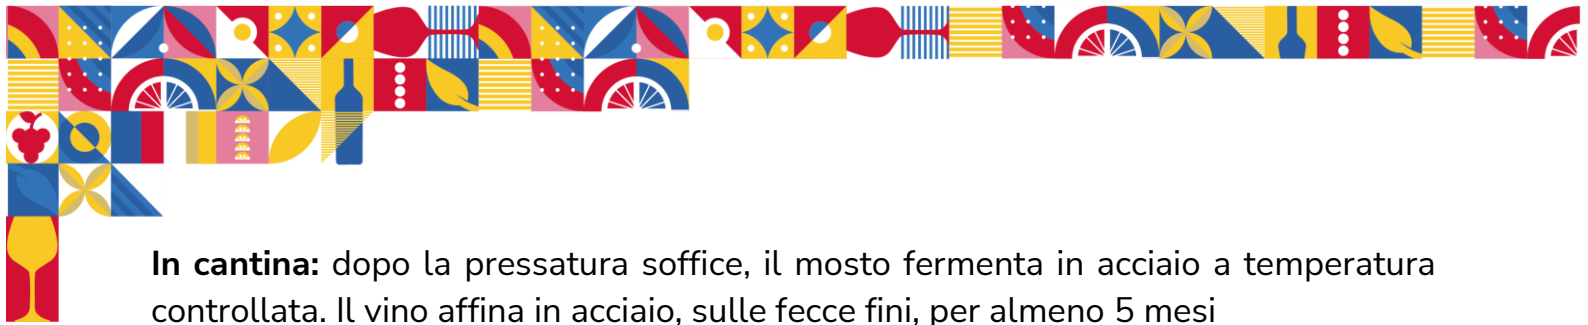 In cantina: dopo la pressatura soffice, il mosto fermenta in acciaio a temperatura
controllata. Il vino affina in acciaio, sulle fecce fini, per almeno 5 mesi